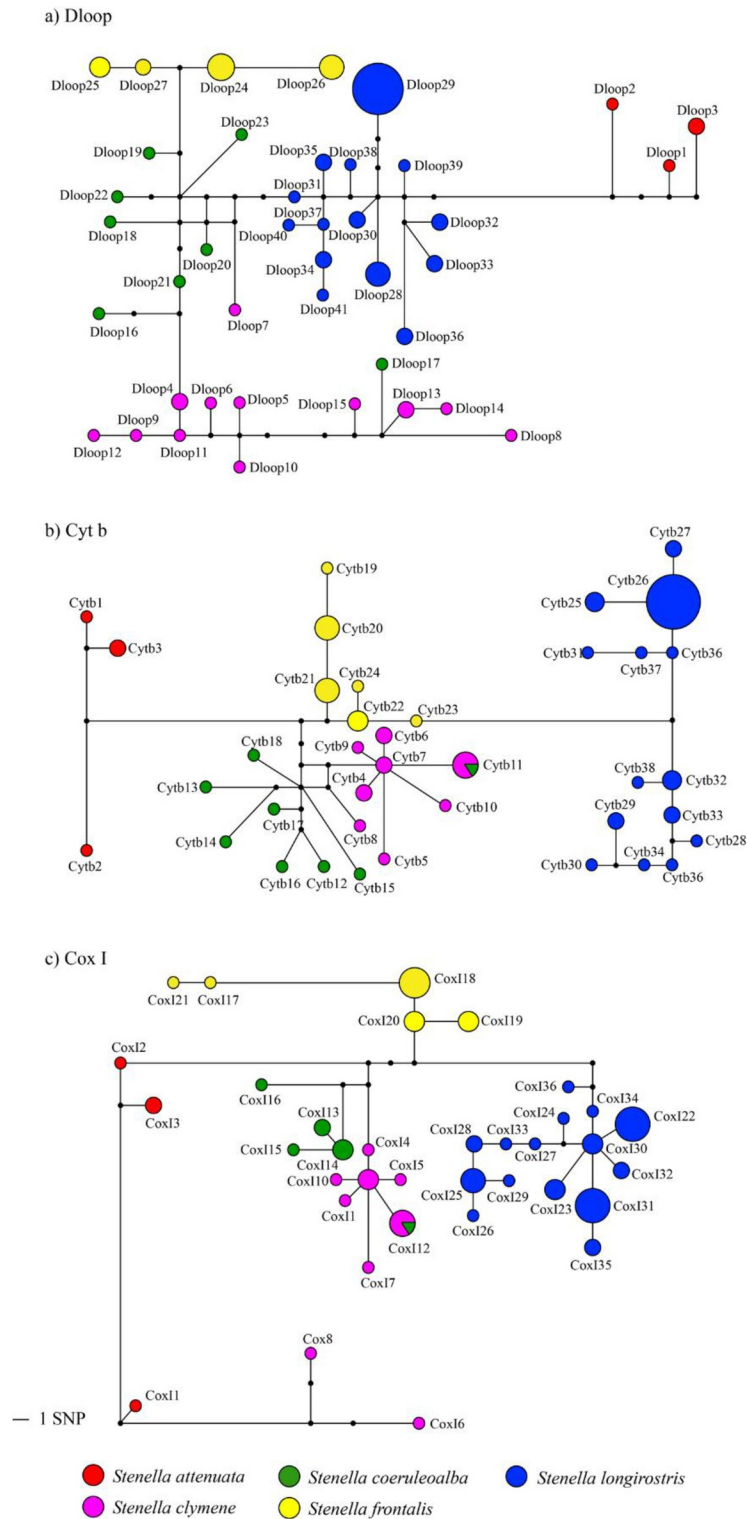 a) Dloop
Dloop25
Dloop27
Dloop24
Dloop26
Dloop29
Dloop2
Dloop3
Dloop1
Dloop23
Dloop19
Dloop35
Dloop38
Dloop39
Dloop22
Dloop31
Dloop18
Dloop37
Dloop40
Dloop30
Dloop32
Dloop20
Dloop33
Dloop21
Dloop34
Dloop28
Dloop16
Dloop7
Dloop41
Dloop36
Dloop17
Dloop4
Dloop6
Dloop5
Dloop15
Dloop13
Dloop14
Dloop9
Dloop12
Dloop11
Dloop8
Dloop10
b) Cyt b
Cytb27
Cytb19
Cytb26
Cytb1
Cytb25
Cytb3
Cytb20
Cytb31
Cytb37
Cytb36
Cytb21
Cytb24
Cytb22
Cytb23
Cytb18
Cytb9
Cytb6
Cytb7
Cytb11
Cytb13
Cytb4
Cytb38
Cytb32
Cytb10
Cytb29
Cytb33
Cytb17
Cytb14
Cytb8
Cytb28
Cytb2
Cytb5
Cytb30
Cytb34
Cytb36
Cytb16
Cytb12
Cytb15
c) Cox I
CoxI18
CoxI21
CoxI17
CoxI20
CoxI19
CoxI2
CoxI16
CoxI36
CoxI34
CoxI3
CoxI13
CoxI24
CoxI22
CoxI28
CoxI33
CoxI30
CoxI15
CoxI4
CoxI27
CoxI14
CoxI10
CoxI5
CoxI32
CoxI25
CoxI29
CoxI1
CoxI23
CoxI31
CoxI26
CoxI12
CoxI7
CoxI35
Cox8
CoxI1
1 SNP
CoxI6
Stenella attenuata
Stenella coeruleoalba
Stenella longirostris
Stenella clymene
Stenella frontalis